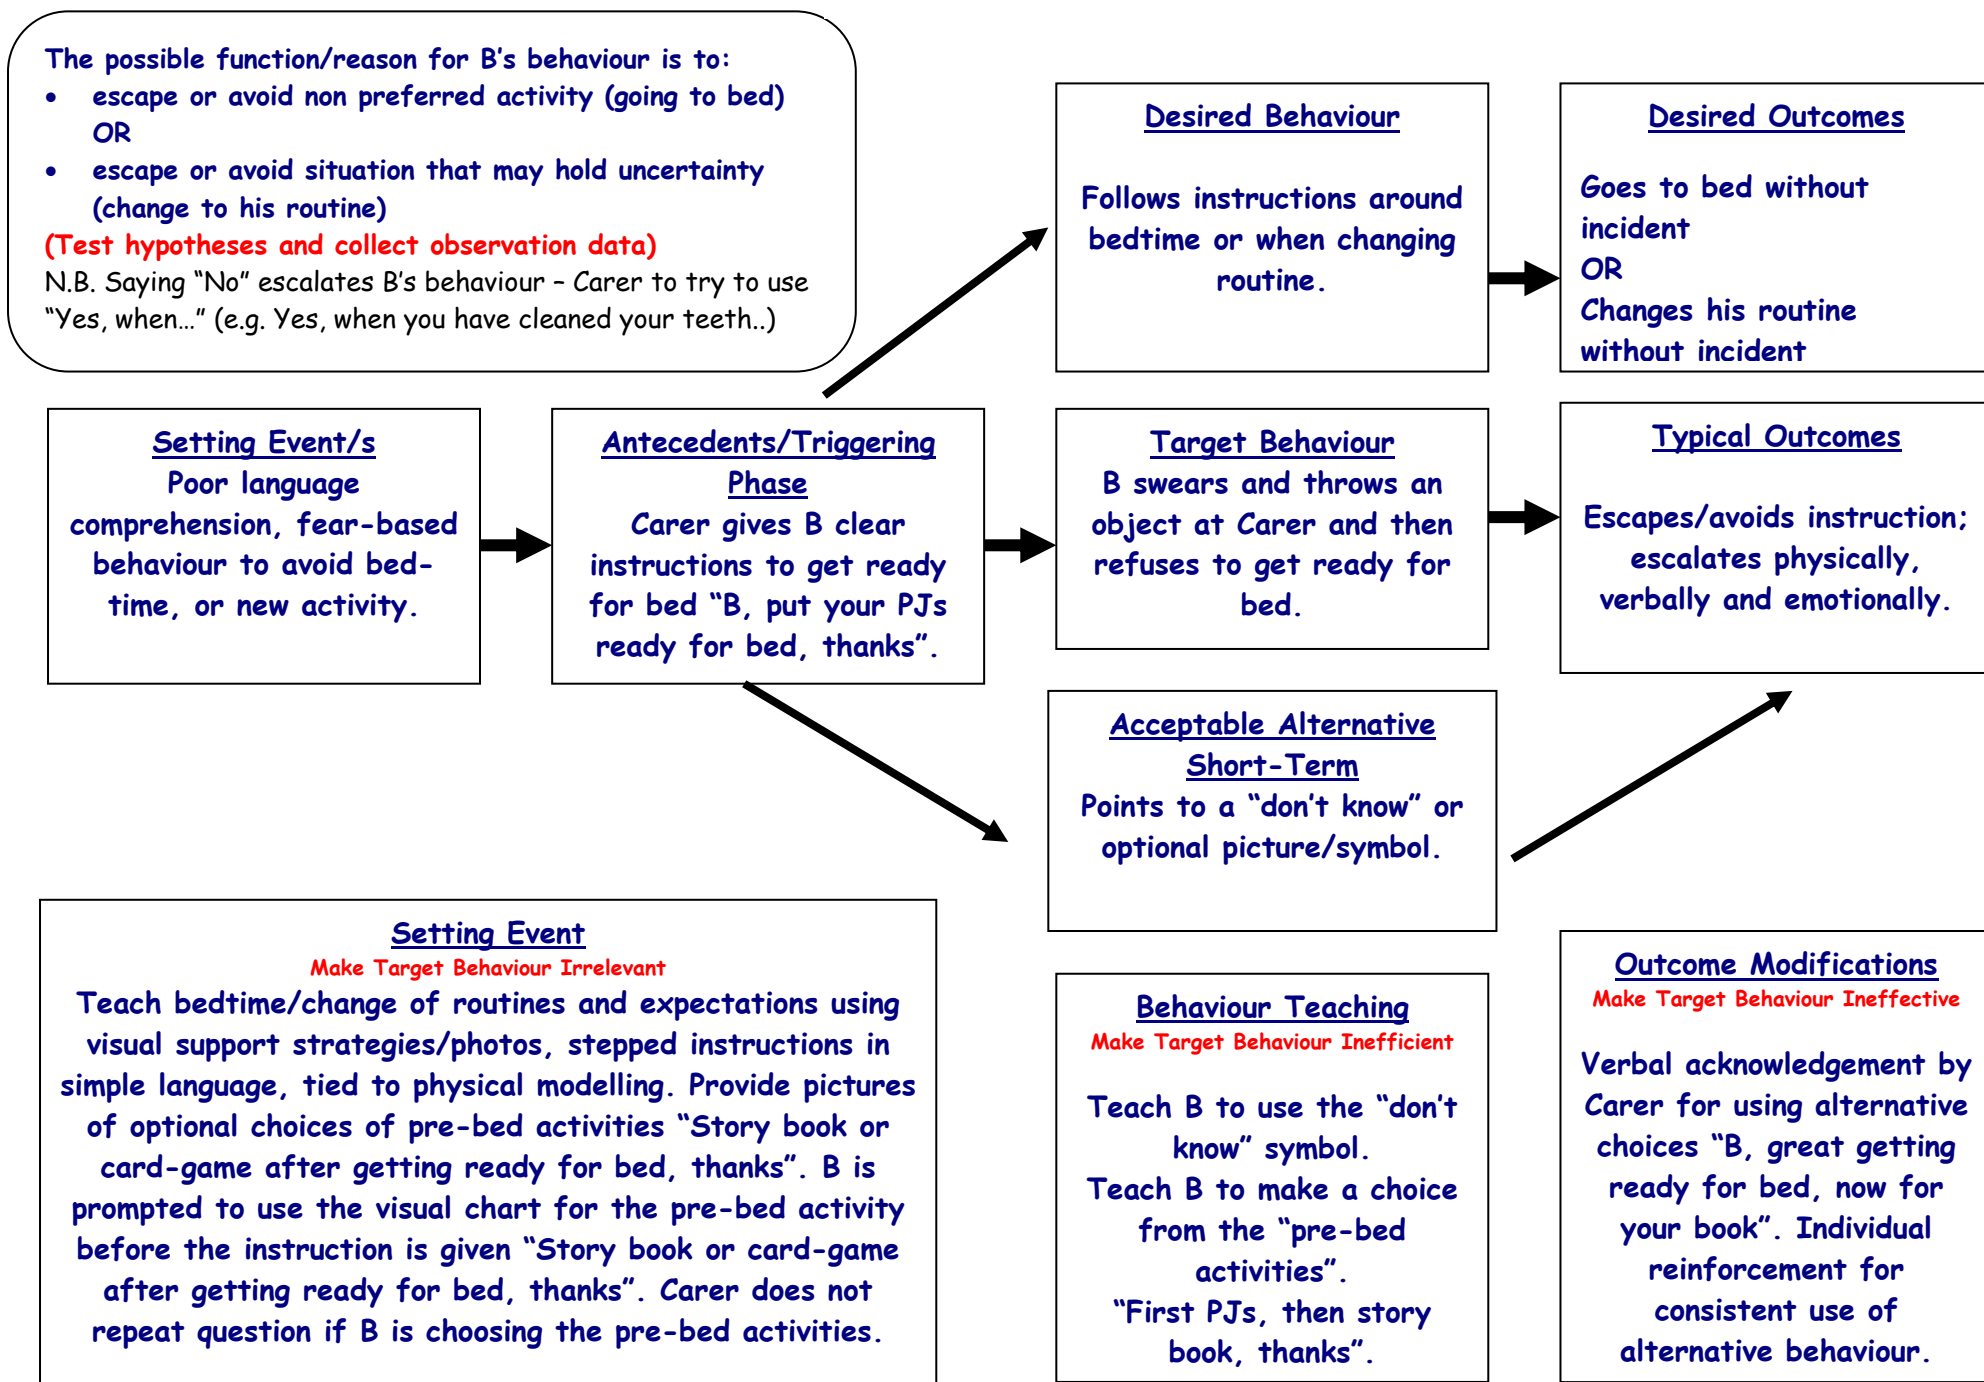 The possible function/reason for B's behaviour is to:
• escape or avoid non preferred activity (going to bed)
OR
• escape or avoid situation that may hold uncertainty
(change to his routine)
(Test hypotheses and collect observation data)
N.B. Saying “No” escalates B's behaviour – Carer to try to use
“Yes, when…” (e.g. Yes, when you have cleaned your teeth..)
Desired Behaviour
Follows instructions around
bedtime or when changing
routine.
Desired Outcomes
Goes to bed without
incident
OR
Changes his routine
without incident
Setting Event/s
Poor language
comprehension, fear-based
behaviour to avoid bed-
time, or new activity.
Antecedents/Triggering
Phase
Carer gives B clear
instructions to get ready
for bed “B, put your PJs
ready for bed, thanks”.
Target Behaviour
B swears and throws an
object at Carer and then
refuses to get ready for
bed.
Typical Outcomes
Escapes/avoids instruction;
escalates physically,
verbally and emotionally.
Acceptable Alternative
Short-Term
Points to a “don't know” or
optional picture/symbol.
Setting Event
Make Target Behaviour Irrelevant
Teach bedtime/change of routines and expectations using
visual support strategies/photos, stepped instructions in
simple language, tied to physical modelling. Provide pictures
of optional choices of pre-bed activities “Story book or
card-game after getting ready for bed, thanks”. B is
prompted to use the visual chart for the pre-bed activity
before the instruction is given “Story book or card-game
after getting ready for bed, thanks”. Carer does not
repeat question if B is choosing the pre-bed activities.
Behaviour Teaching
Make Target Behaviour Inefficient
Teach B to use the “don't
know” symbol.
Teach B to make a choice
from the “pre-bed
activities”.
“First PJs, then story
book, thanks”.
Outcome Modifications
Make Target Behaviour Ineffective
Verbal acknowledgement by
Carer for using alternative
choices “B, great getting
ready for bed, now for
your book”. Individual
reinforcement for
consistent use of
alternative behaviour.